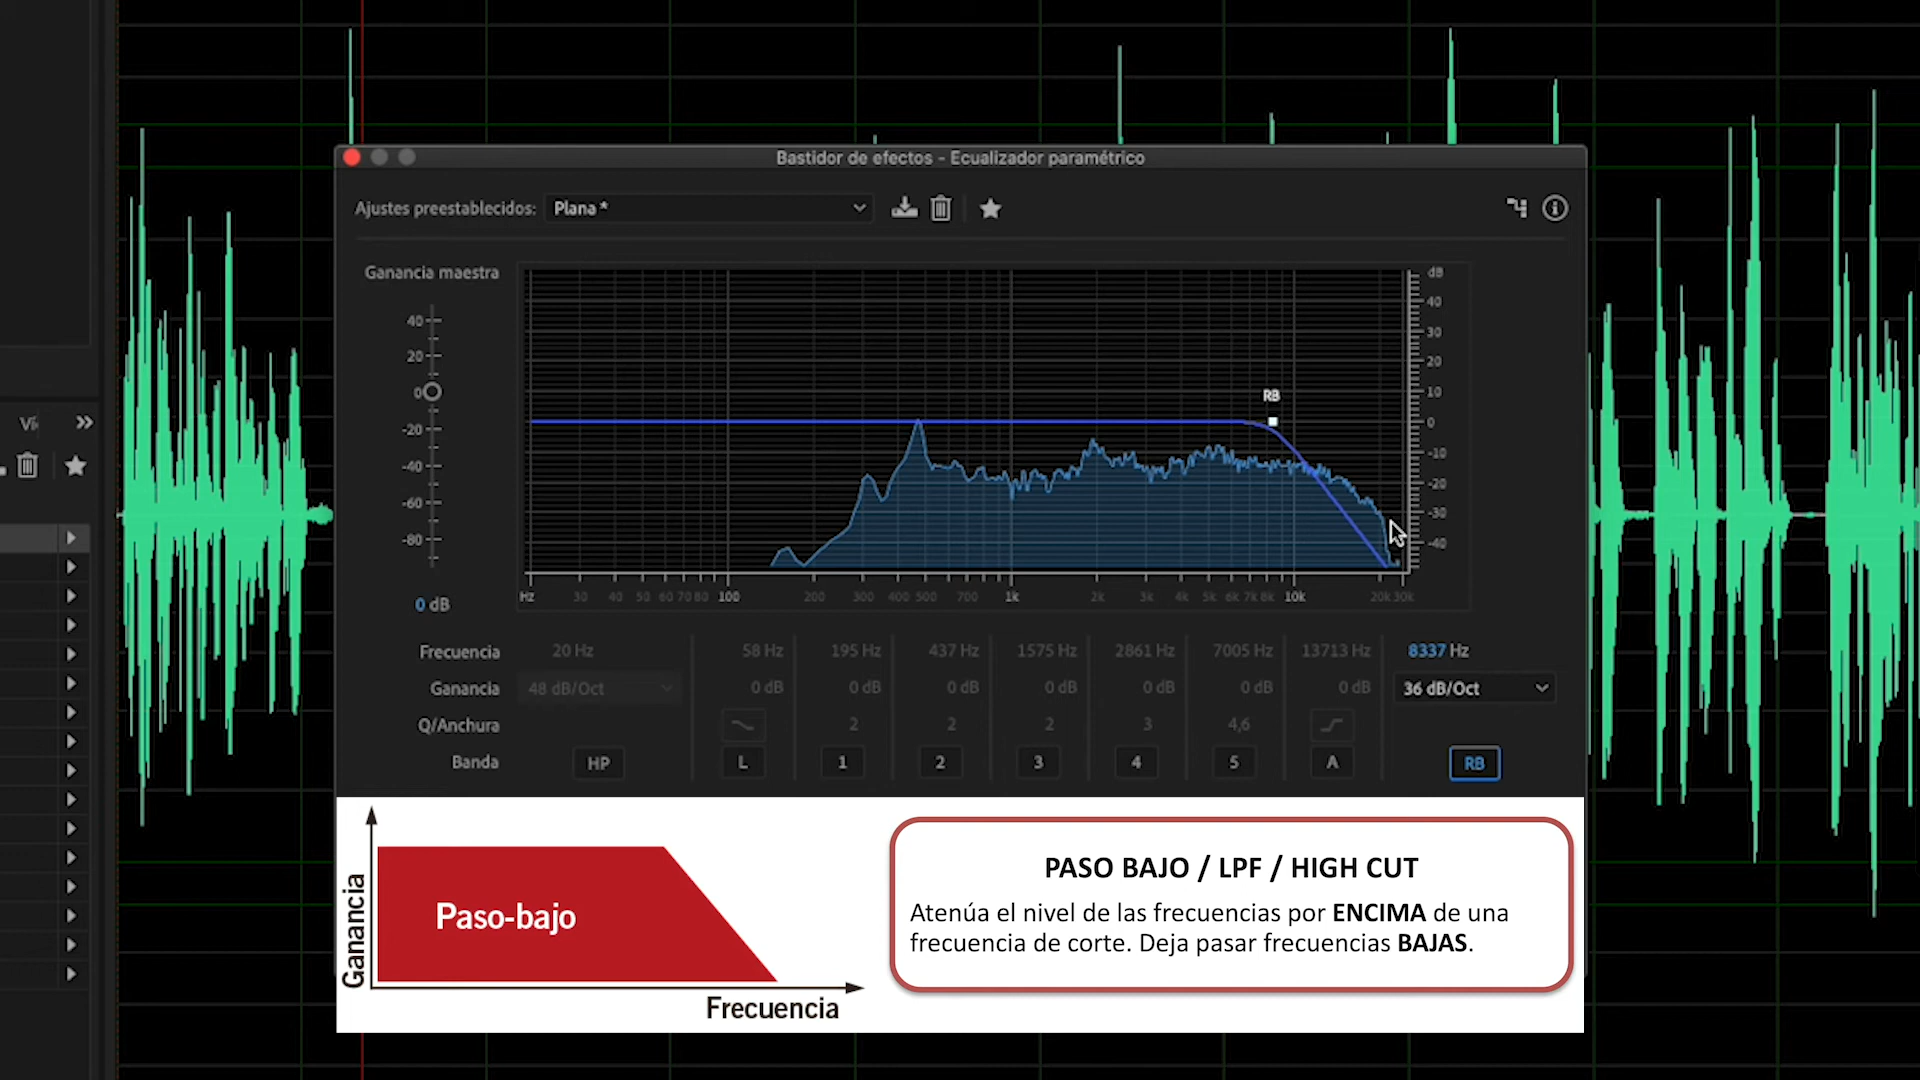 Bastidor de efectos - Ecualizador paramétrico
Ajustes preestablecidos: Plana *
Ganancia maestra
dB
40
30
20
10
0
-10
-20
-30
-40
40
20
0
-20
-40
-60
-80
0 dB
RB
Hz 30 40 50 60 70 80 100 200 300 400 500 700 1k 2k 3k 4k 5k 6k 7k 8k 10k 20k 30k
Frecuencia 20 Hz 58 Hz 195 Hz 437 Hz 1575 Hz 2861 Hz 7005 Hz 13713 Hz 8337 Hz
Ganancia 48 dB/Oct 0 dB 0 dB 0 dB 0 dB 0 dB 0 dB 0 dB 36 dB/Oct
Q/Anchura 2 2 2 3 4,6
Banda HP L 1 2 3 4 5 A RB
Ganancia
Paso-bajo
Frecuencia
PASO BAJO / LPF / HIGH CUT
Atenúa el nivel de las frecuencias por ENCIMA de una
frecuencia de corte. Deja pasar frecuencias BAJAS.